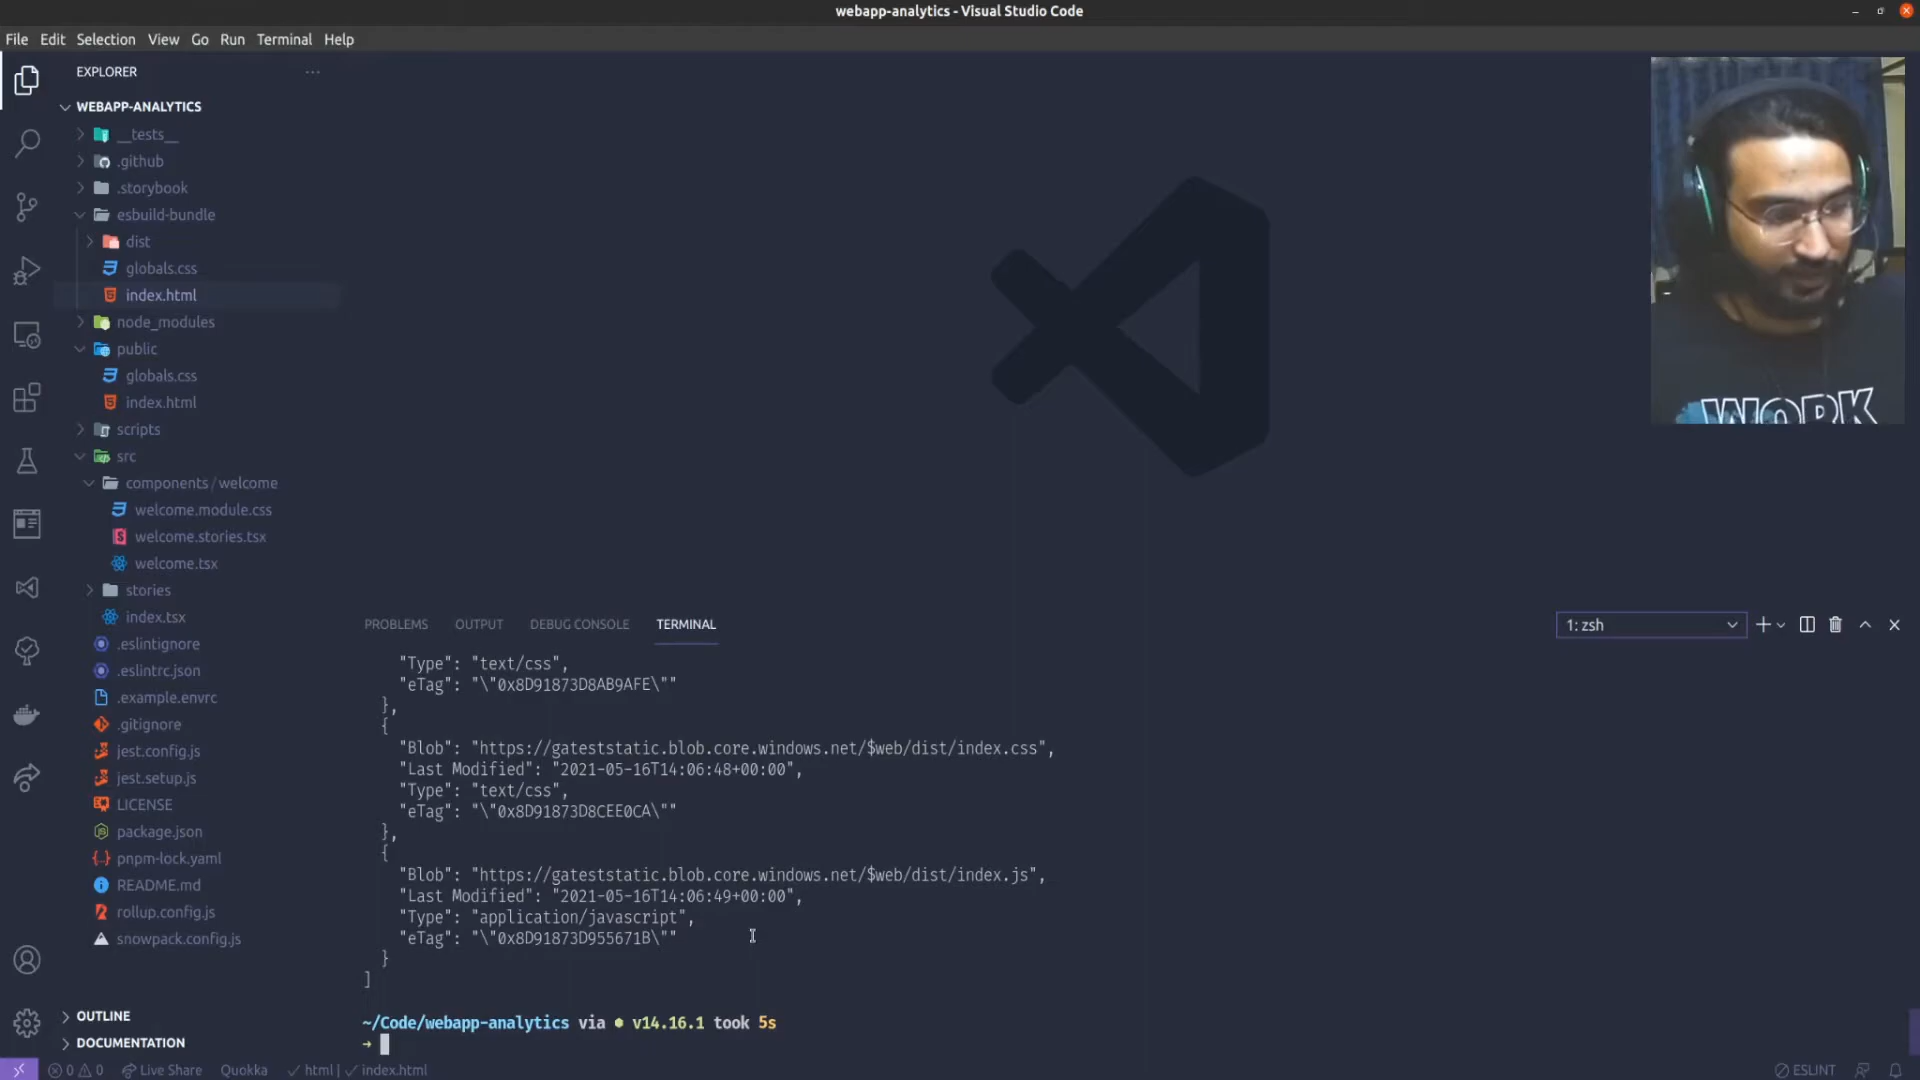 webapp-analytics - Visual Studio Code
File Edit Selection View Go Run Terminal Help
EXPLORER
WEBAPP-ANALYTICS
__tests__
.github
.storybook
esbuild-bundle
dist
globals.css
index.html
node_modules
public
globals.css
index.html
scripts
src
components / welcome
welcome.module.css
welcome.stories.tsx
welcome.tsx
stories
index.tsx
.eslintignore
.eslintrc.json
.example.envrc
.gitignore
jest.config.js
jest.setup.js
LICENSE
package.json
pnpm-lock.yaml
README.md
rollup.config.js
snowpack.config.js
OUTLINE
DOCUMENTATION
WORK
PROBLEMS OUTPUT DEBUG CONSOLE TERMINAL
1: zsh
"Type": "text/css",
"eTag": "\"0x8D91873D8AB9AFE\""
},
{
"Blob": "https://gateststatic.blob.core.windows.net/$web/dist/index.css",
"Last Modified": "2021-05-16T14:06:48+00:00",
"Type": "text/css",
"eTag": "\"0x8D91873D8CEE0CA\""
},
{
"Blob": "https://gateststatic.blob.core.windows.net/$web/dist/index.js",
"Last Modified": "2021-05-16T14:06:49+00:00",
"Type": "application/javascript",
"eTag": "\"0x8D91873D955671B\""
}
]
~/Code/webapp-analytics via ● v14.16.1 took 5s
→
0 0 Live Share Quokka ✓ html | ✓ index.html ESLINT